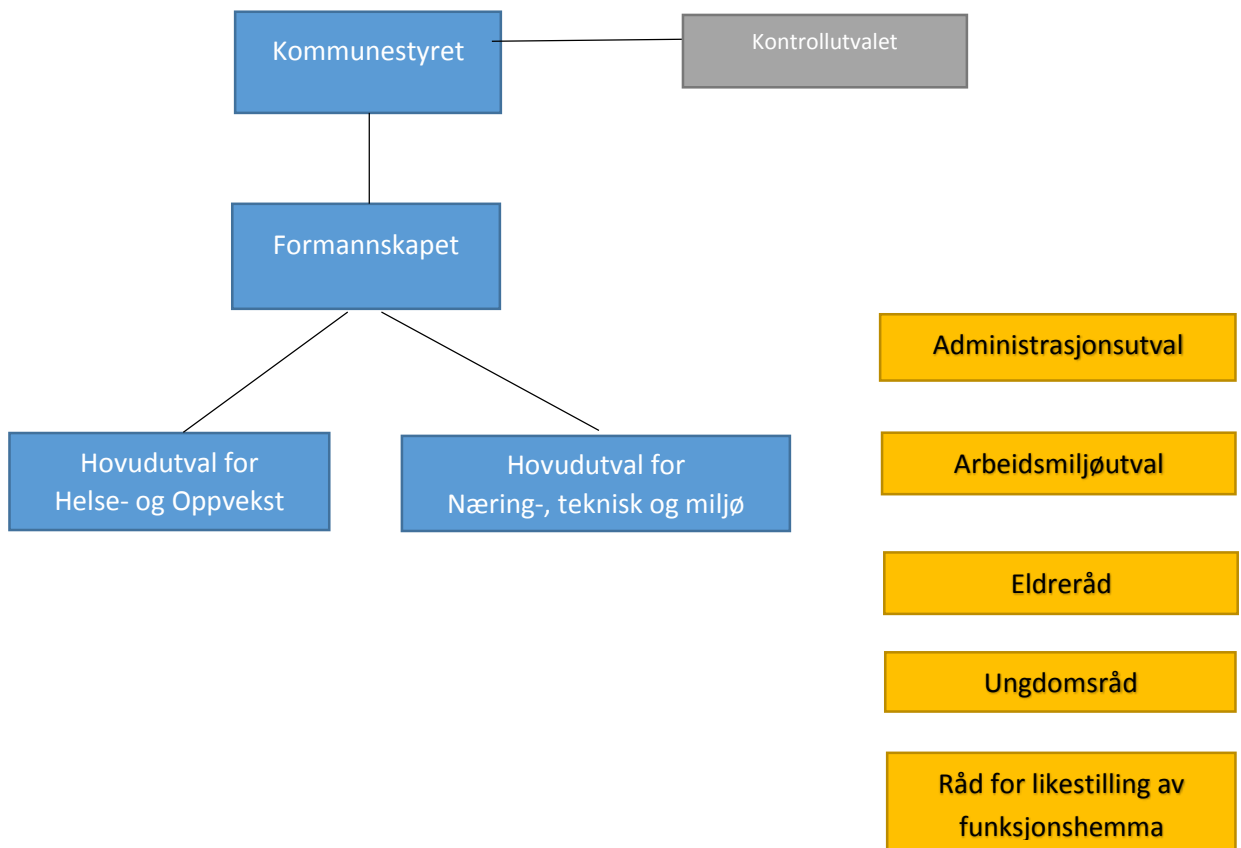 Kommunestyret
Kontrollutvalet
Formannskapet
Administrasjonsutval
Hovudutval for
Helse- og Oppvekst
Hovudutval for
Næring-, teknisk og miljø
Arbeidsmiljøutval
Eldreråd
Ungdomsråd
Råd for likestilling av
funksjonshemma